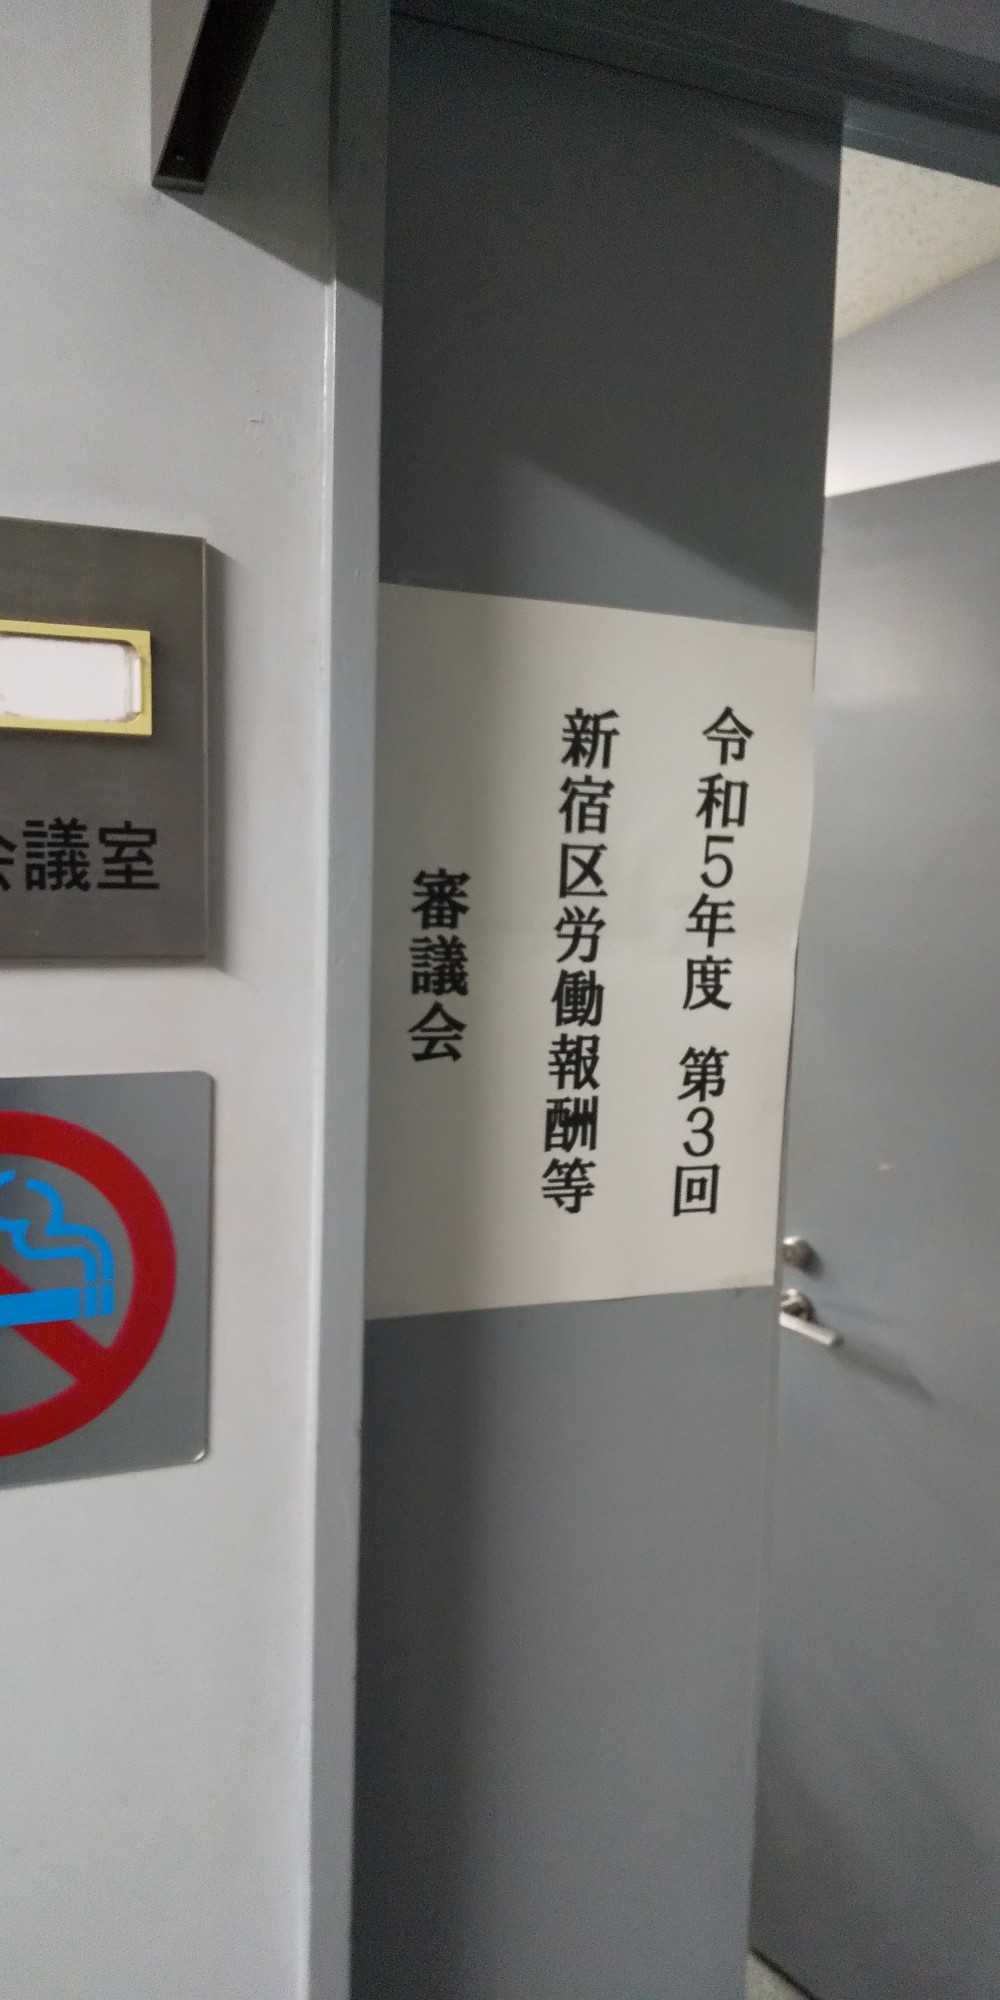 令和5年度 第3回
新宿区労働報酬等
審議会
会議室